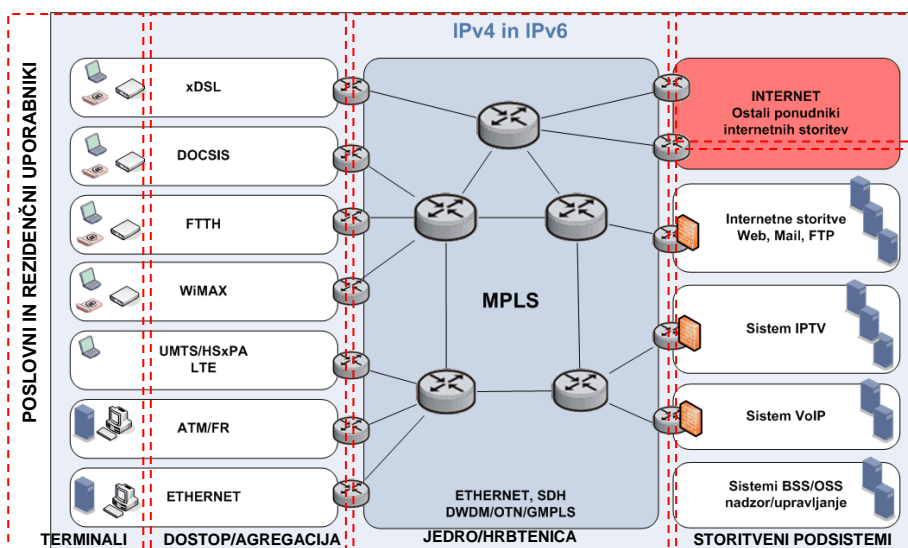 IPv4 in IPv6
POSLOVNI IN REZIDENČNI UPORABNIKI
xDSL
DOCSIS
FTTH
WiMAX
UMTS/HSxPA
LTE
ATM/FR
ETHERNET
MPLS
ETHERNET, SDH
DWDM/OTN/GMPLS
INTERNET
Ostali ponudniki
internetnih storitev
Internetne storitve
Web, Mail, FTP
Sistem IPTV
Sistem VoIP
Sistemi BSS/OSS
nadzor/upravljanje
TERMINALI
DOSTOP/AGREGACIJA
JEDRO/HRBTENICA
STORITVENI PODSISTEMI